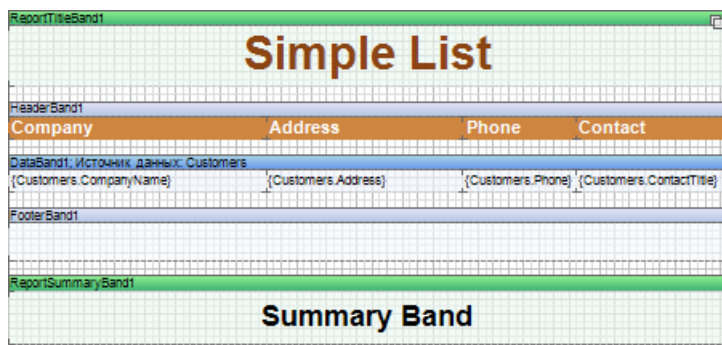 ReportTitleBand1
Simple List
HeaderBand1
Company Address Phone Contact
DataBand1; Источник данных: Customers
{Customers.CompanyName} {Customers.Address} {Customers.Phone} {Customers.ContactTitle}
FooterBand1
ReportSummaryBand1
Summary Band